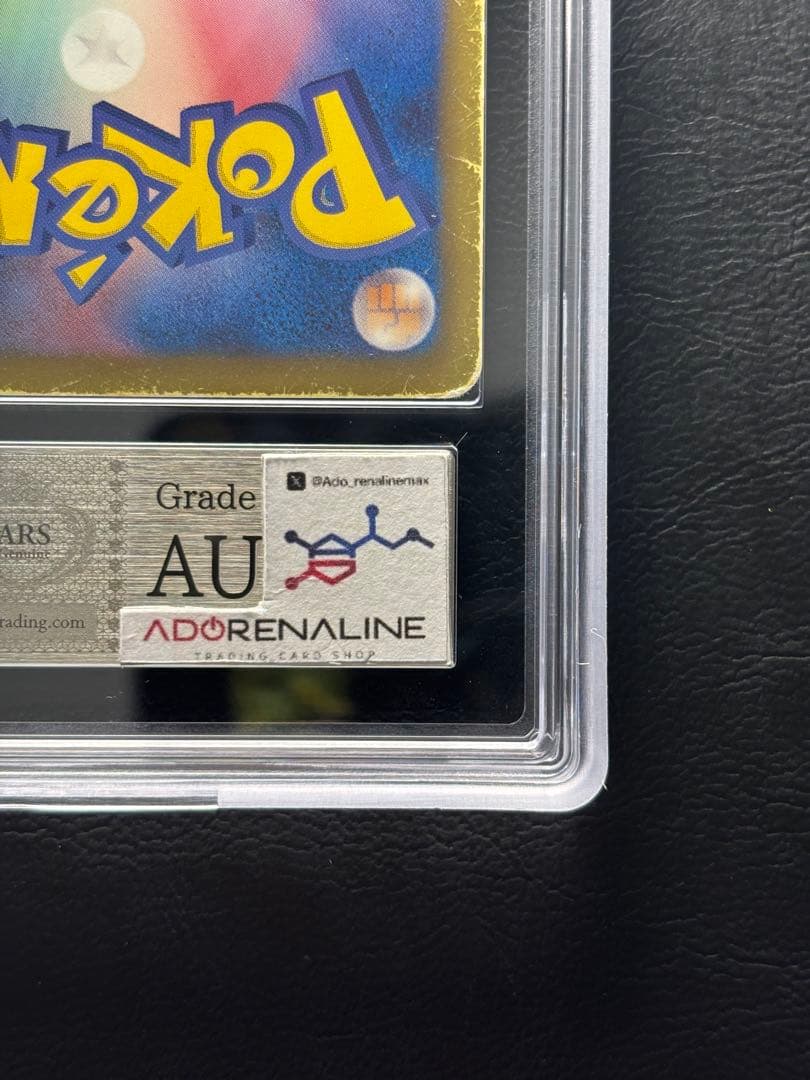 POKÉM
Grade
AU
ARS
rading.com
@Ado_renalinemax
ADORENALINE
TRADING CARD SHOP